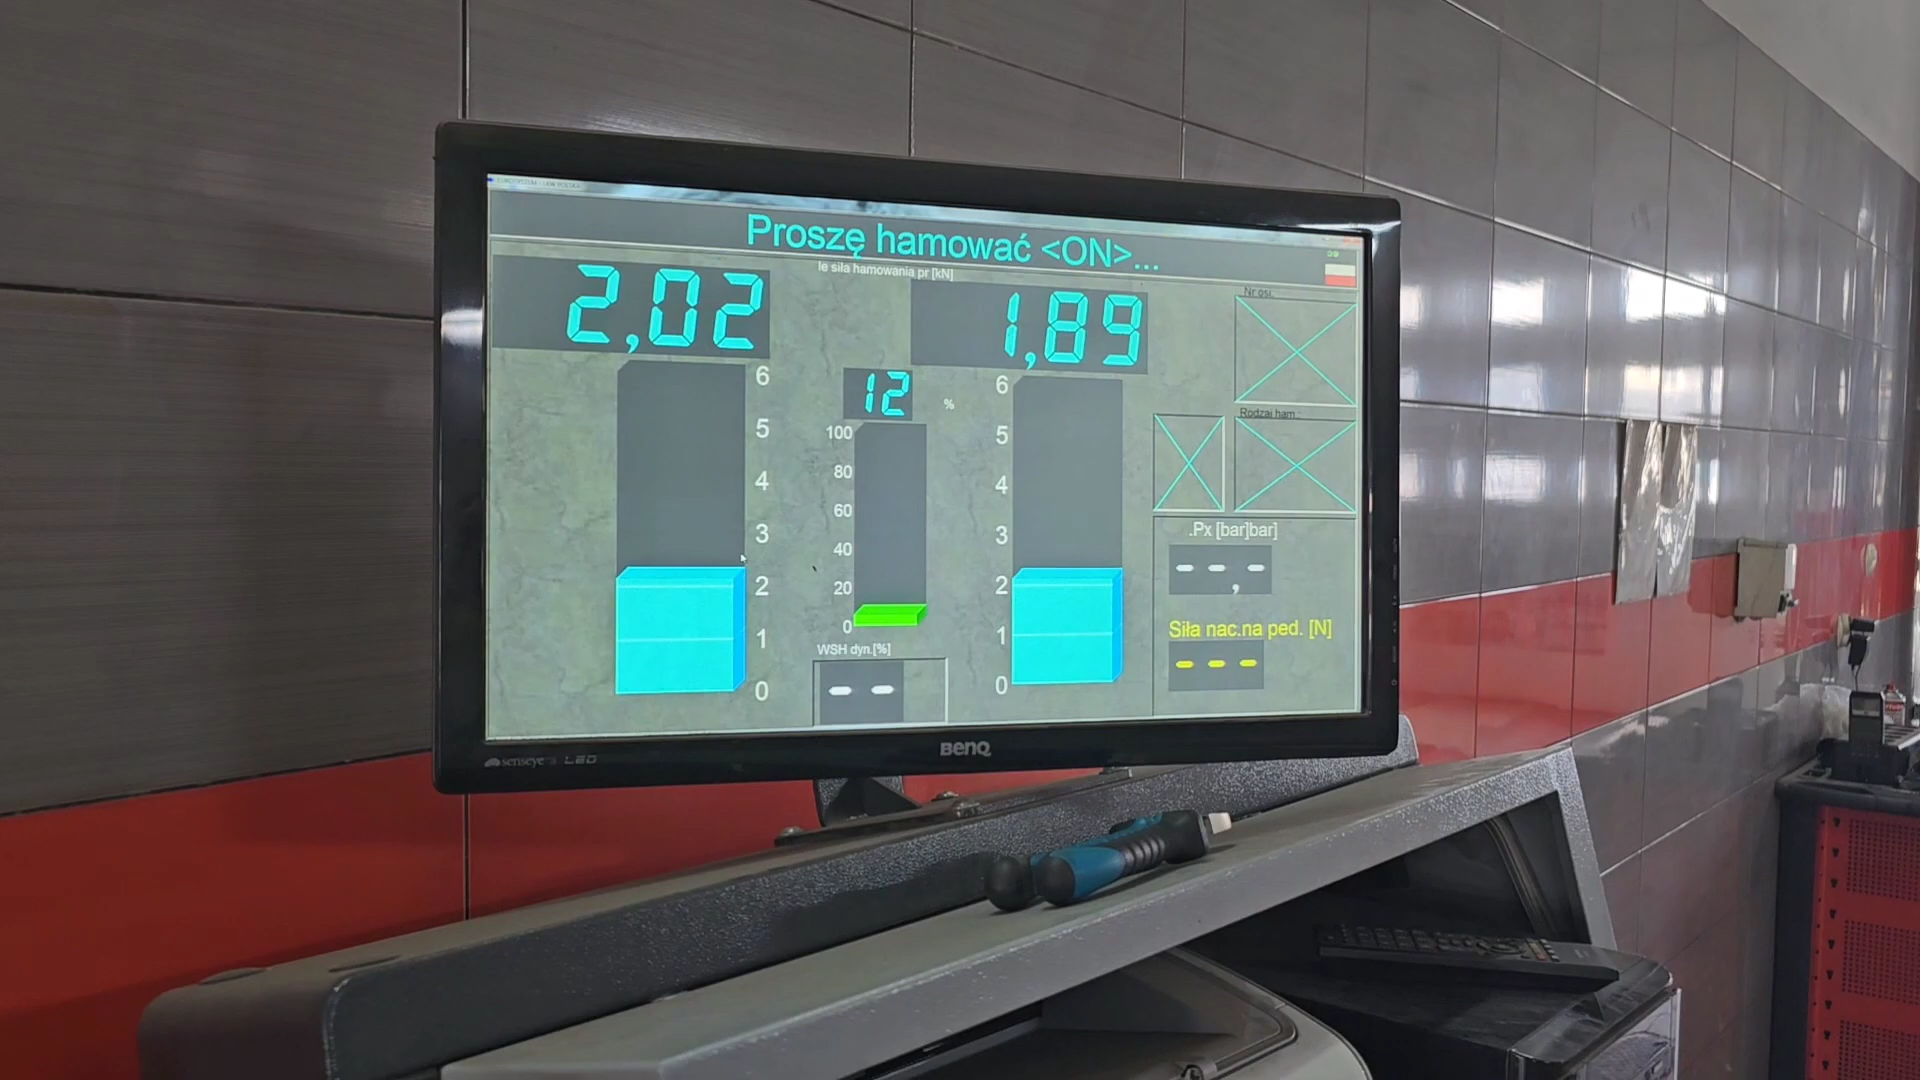 Proszę hamować <ON>...
le siła hamowania pr [kN]
2,02
1,89
Nr osi:
12
%
6
5
4
3
2
1
0
100
80
60
40
20
0
6
5
4
3
2
1
0
Rodzaj ham.:
.Px [bar]bar]
---,
Siła nac.na ped. [N]
---
WSH dyn.[%]
--
BenQ
senseye
LED